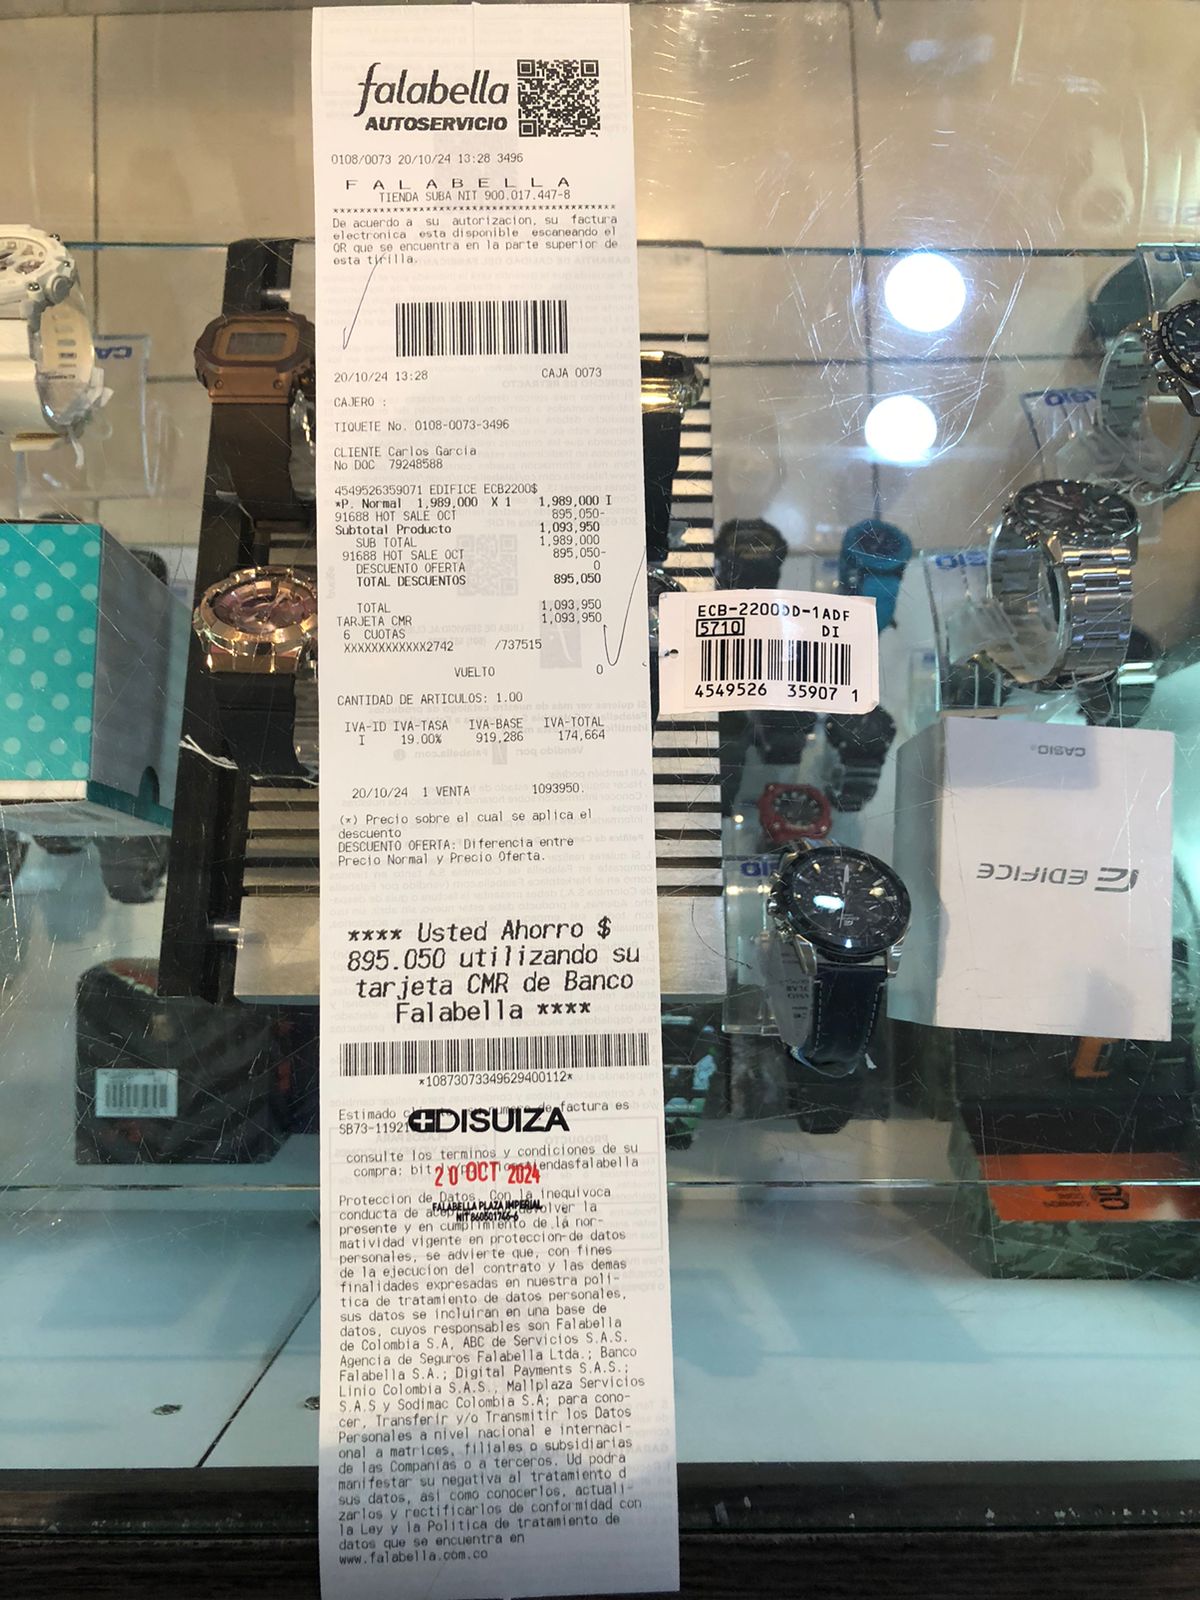 falabella
AUTOSERVICIO
0108/0073 20/10/24 13:28 3496
FALABELLA
TIENDA SUBA NIT 900.017.447-8
De acuerdo a su autorizacion, su factura
electronica esta disponible escaneando el
QR que se encuentra en la parte superior de
esta tirilla.
20/10/24 13:28 CAJA 0073
CAJERO :
TIQUETE No. 0108-0073-3496
CLIENTE Carlos Garcia
No DOC 79248588
4549526359071 EDIFICE ECB2200$
*P. Normal 1,989,000 X 1 1,989,000 I
91688 HOT SALE OCT 895,050-
Subtotal Producto 1,093,950
SUB TOTAL 1,989,000
91688 HOT SALE OCT 895,050-
DESCUENTO OFERTA 0
TOTAL DESCUENTOS 895,050
TOTAL 1,093,950
TARJETA CMR 1,093,950
6 CUOTAS
XXXXXXXXXXXX2742 /737515
VUELTO 0
CANTIDAD DE ARTICULOS: 1.00
IVA-ID IVA-TASA IVA-BASE IVA-TOTAL
I 19.00% 919,286 174,664
20/10/24 1 VENTA 1093950.
(*) Precio sobre el cual se aplica el
descuento
DESCUENTO OFERTA: Diferencia entre
Precio Normal y Precio Oferta.
**** Usted Ahorro $
895.050 utilizando su
tarjeta CMR de Banco
Falabella ****
*10873073349629400112*
Estimado de factura es
SB73-11921
DISUIZA
consulte los terminos y condiciones de su
compra: bit endasfalabella
20 OCT 2024
FALABELLA PLAZA IMPERIAL
NIT 860501746-6
Proteccion de Datos. Con la inequivoca
conducta de volver la
presente y en cumplimiento de la nor-
matividad vigente en proteccion de datos
personales, se advierte que, con fines
de la ejecucion del contrato y las demas
finalidades expresadas en nuestra poli-
tica de tratamiento de datos personales,
sus datos se incluiran en una base de
datos, cuyos responsables son Falabella
de Colombia S.A, ABC de Servicios S.A.S.
Agencia de Seguros Falabella Ltda.; Banco
Falabella S.A.; Digital Payments S.A.S.;
Linio Colombia S.A.S., Mallplaza Servicios
S.A.S y Sodimac Colombia S.A; para cono-
cer, Transferir y/o Transmitir los Datos
Personales a nivel nacional e internaci-
onal a matrices, filiales o subsidiarias
de las Companias o a terceros. Ud podra
manifestar su negativa al tratamiento d
sus datos, asi como conocerlos, actuali-
zarlos y rectificarlos de conformidad con
la Ley y la Politica de tratamiento de
datos que se encuentra en
www.falabella.com.co
ECB-2200DD-1ADF
5710 DI
4549526 35907 1
CASIO
EDIFICE
CASIO